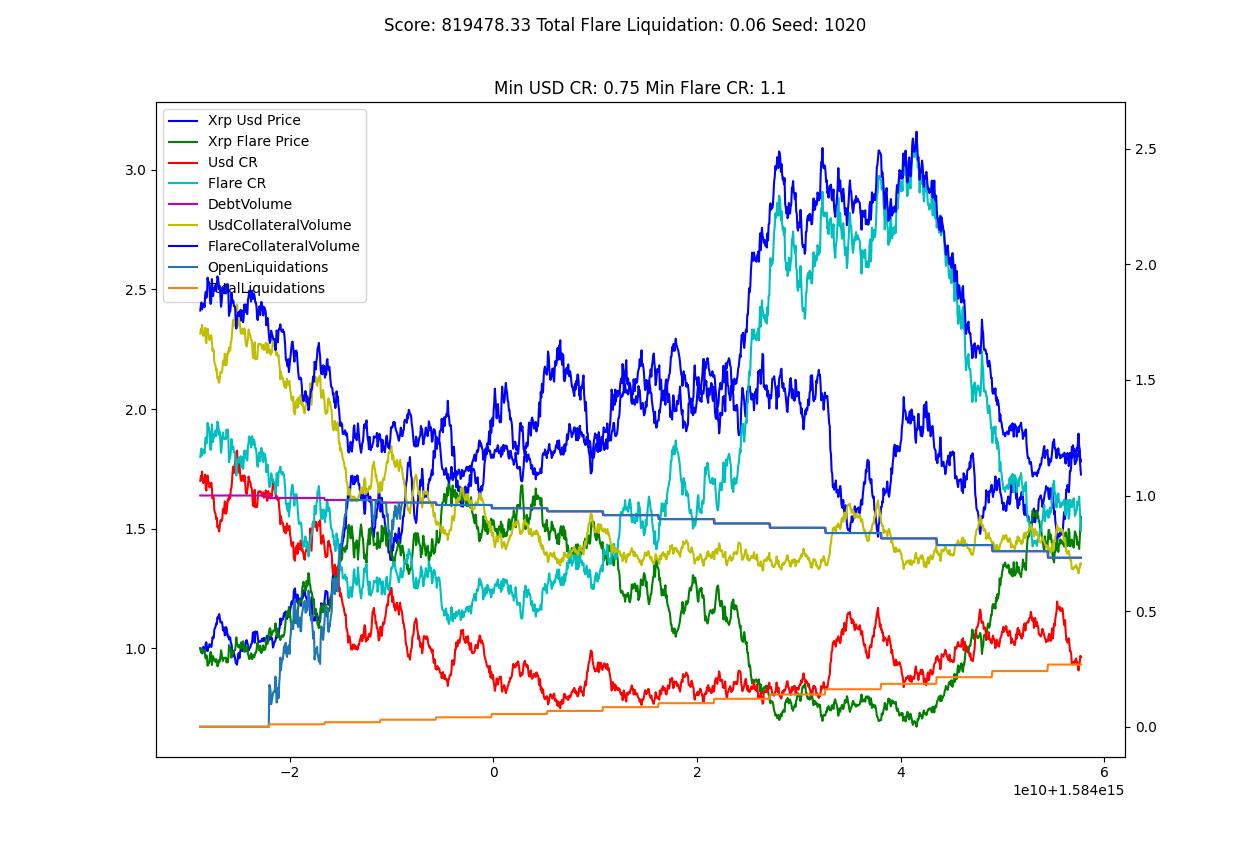 Score: 819478.33 Total Flare Liquidation: 0.06 Seed: 1020
Min USD CR: 0.75 Min Flare CR: 1.1
Xrp Usd Price
Xrp Flare Price
Usd CR
Flare CR
DebtVolume
UsdCollateralVolume
FlareCollateralVolume
OpenLiquidations
TotalLiquidations
3.0
2.5
2.0
1.5
1.0
2.5
2.0
1.5
1.0
0.5
0.0
−2
0
2
4
6
1e10+1.584e15